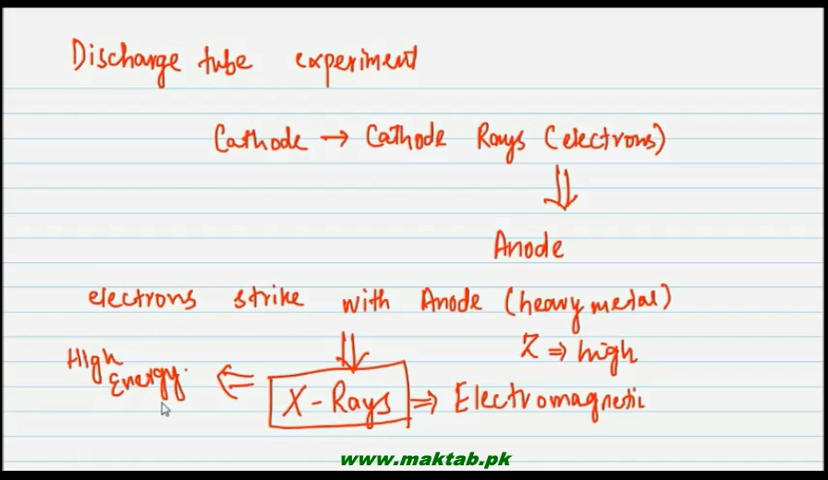 Discharge tube experiment
Cathode → Cathode Rays (electrons)
⇓
Anode
electrons strike with Anode (heavy metal)
⇓ Z ⇒ high
High Energy. ⇐ X-Rays ⇒ Electromagnetic
www.maktab.pk